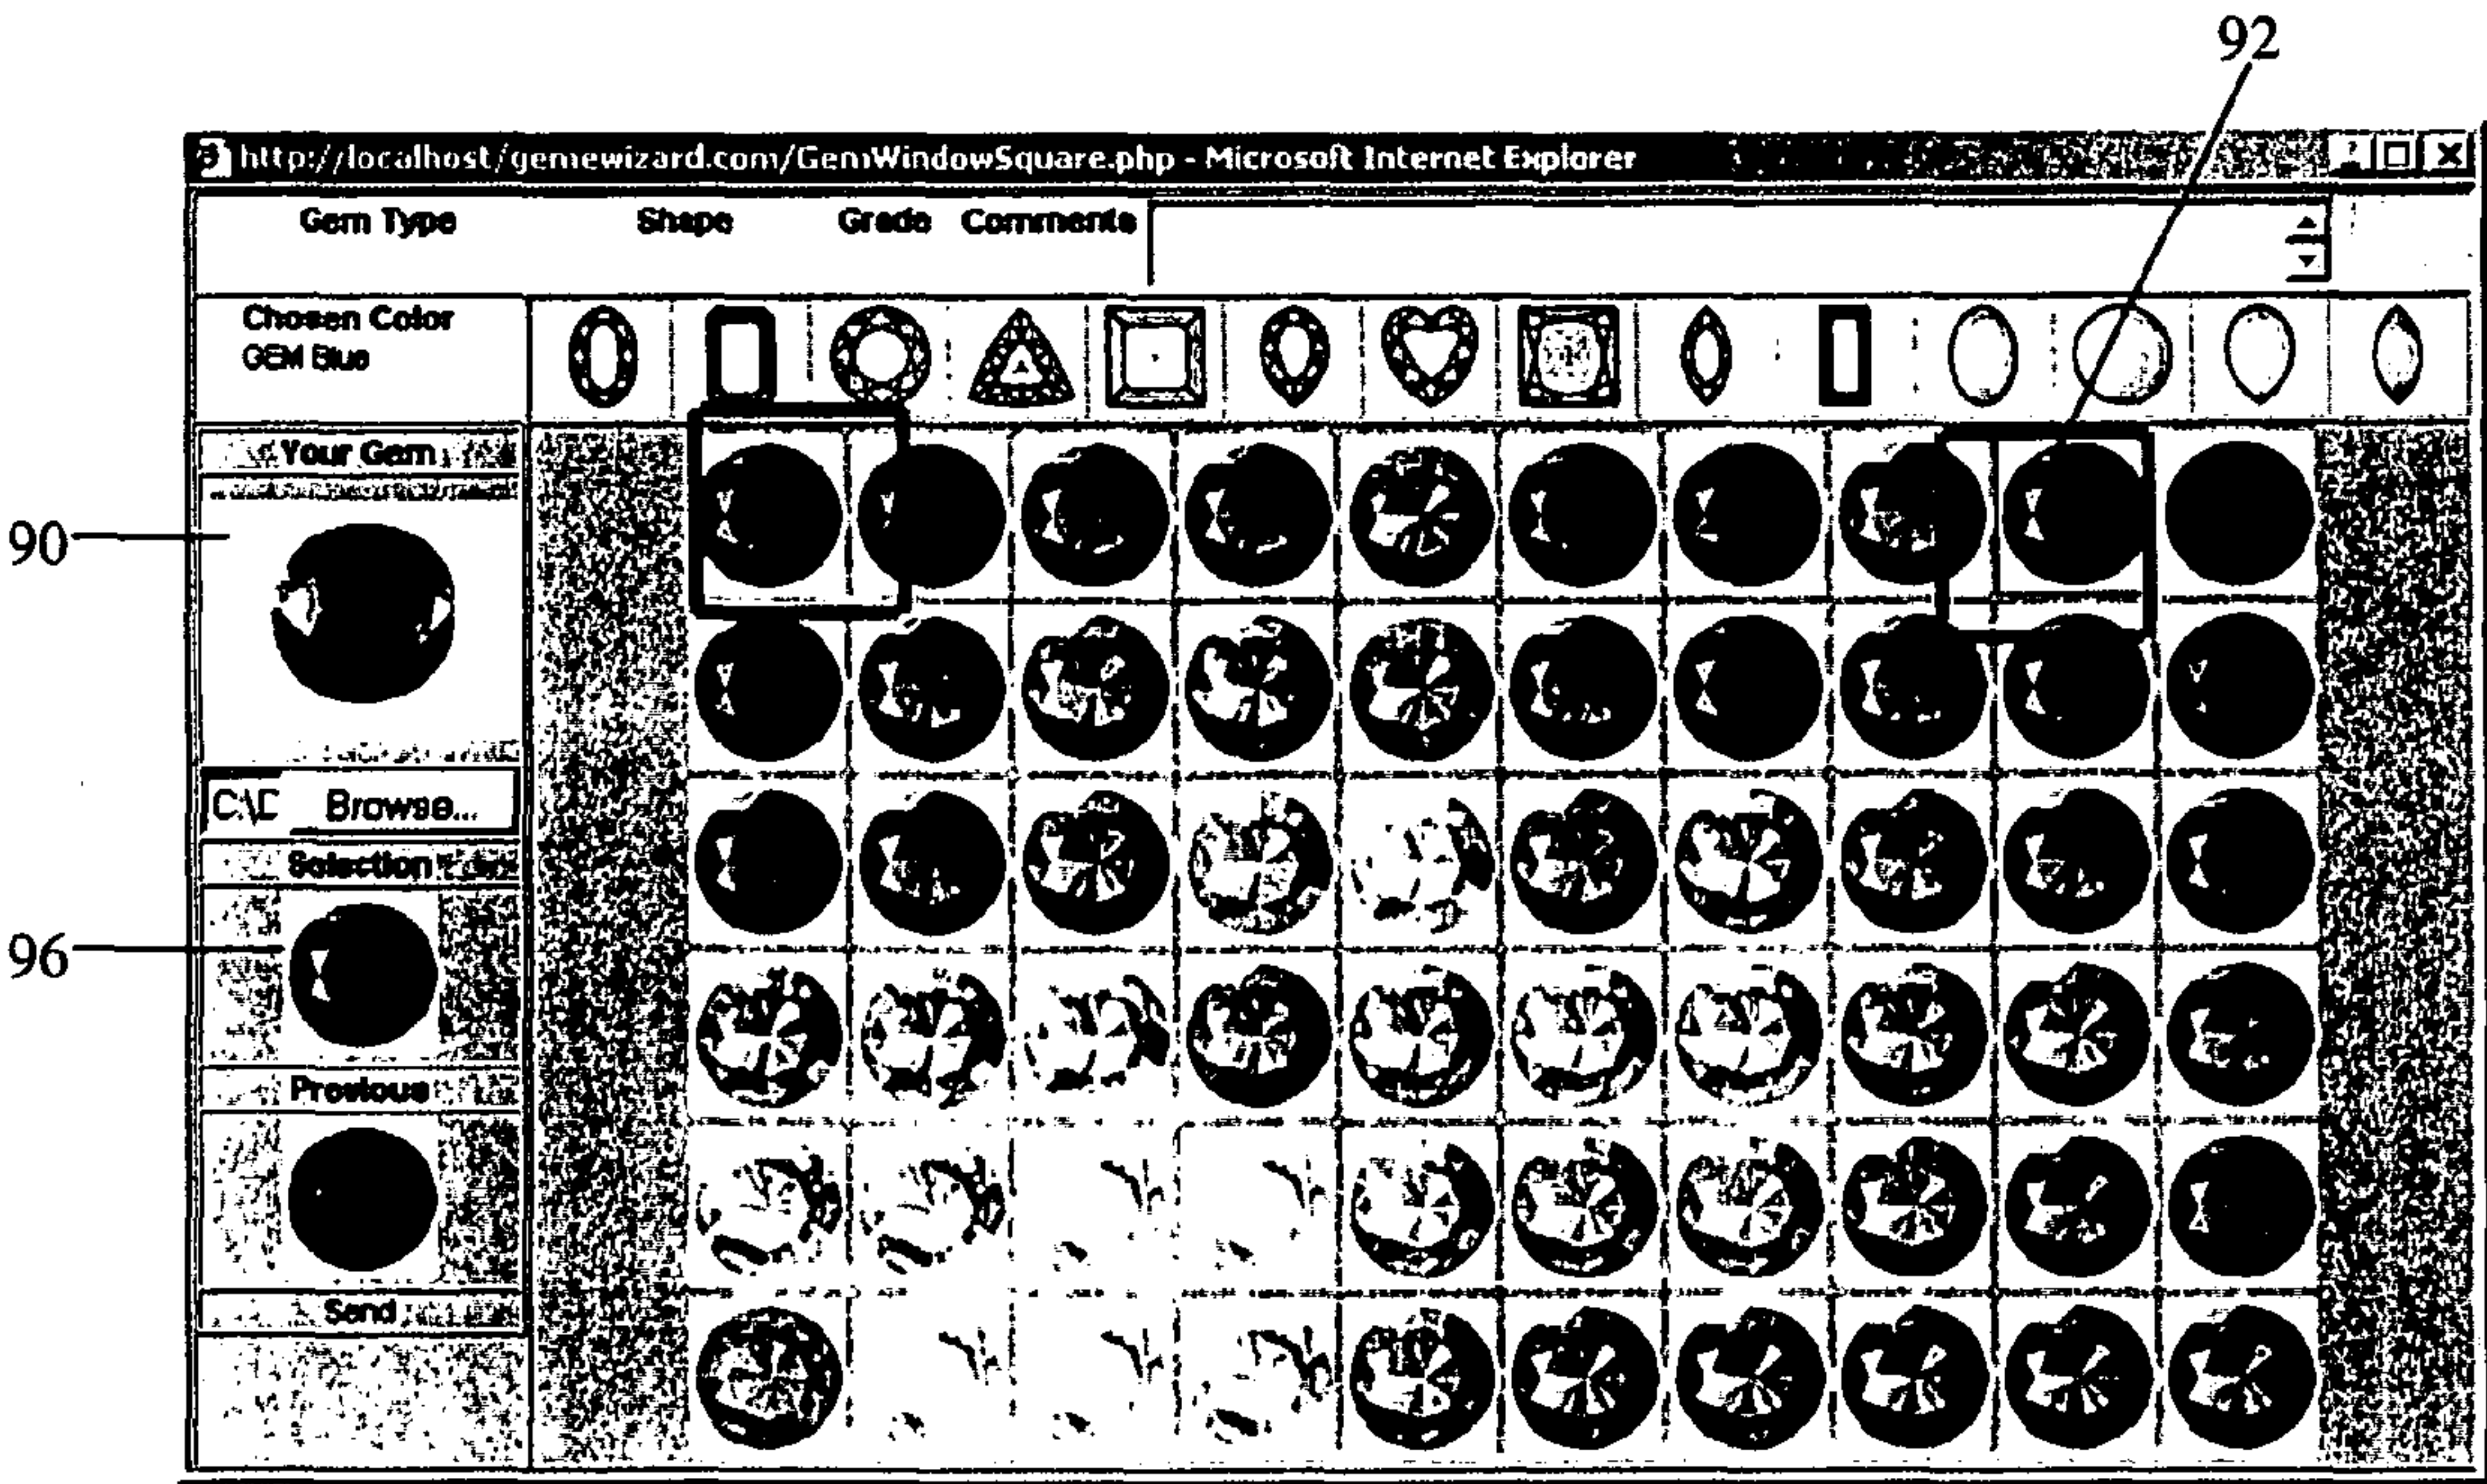 92
http://localhost/gemewizard.com/GemWindowSquare.php - Microsoft Internet Explorer
Gem Type Shape Grade Comments
Chosen Color
GEM Blue
Your Gem
90
C:\D Browse...
Selection
96
Previous
Send